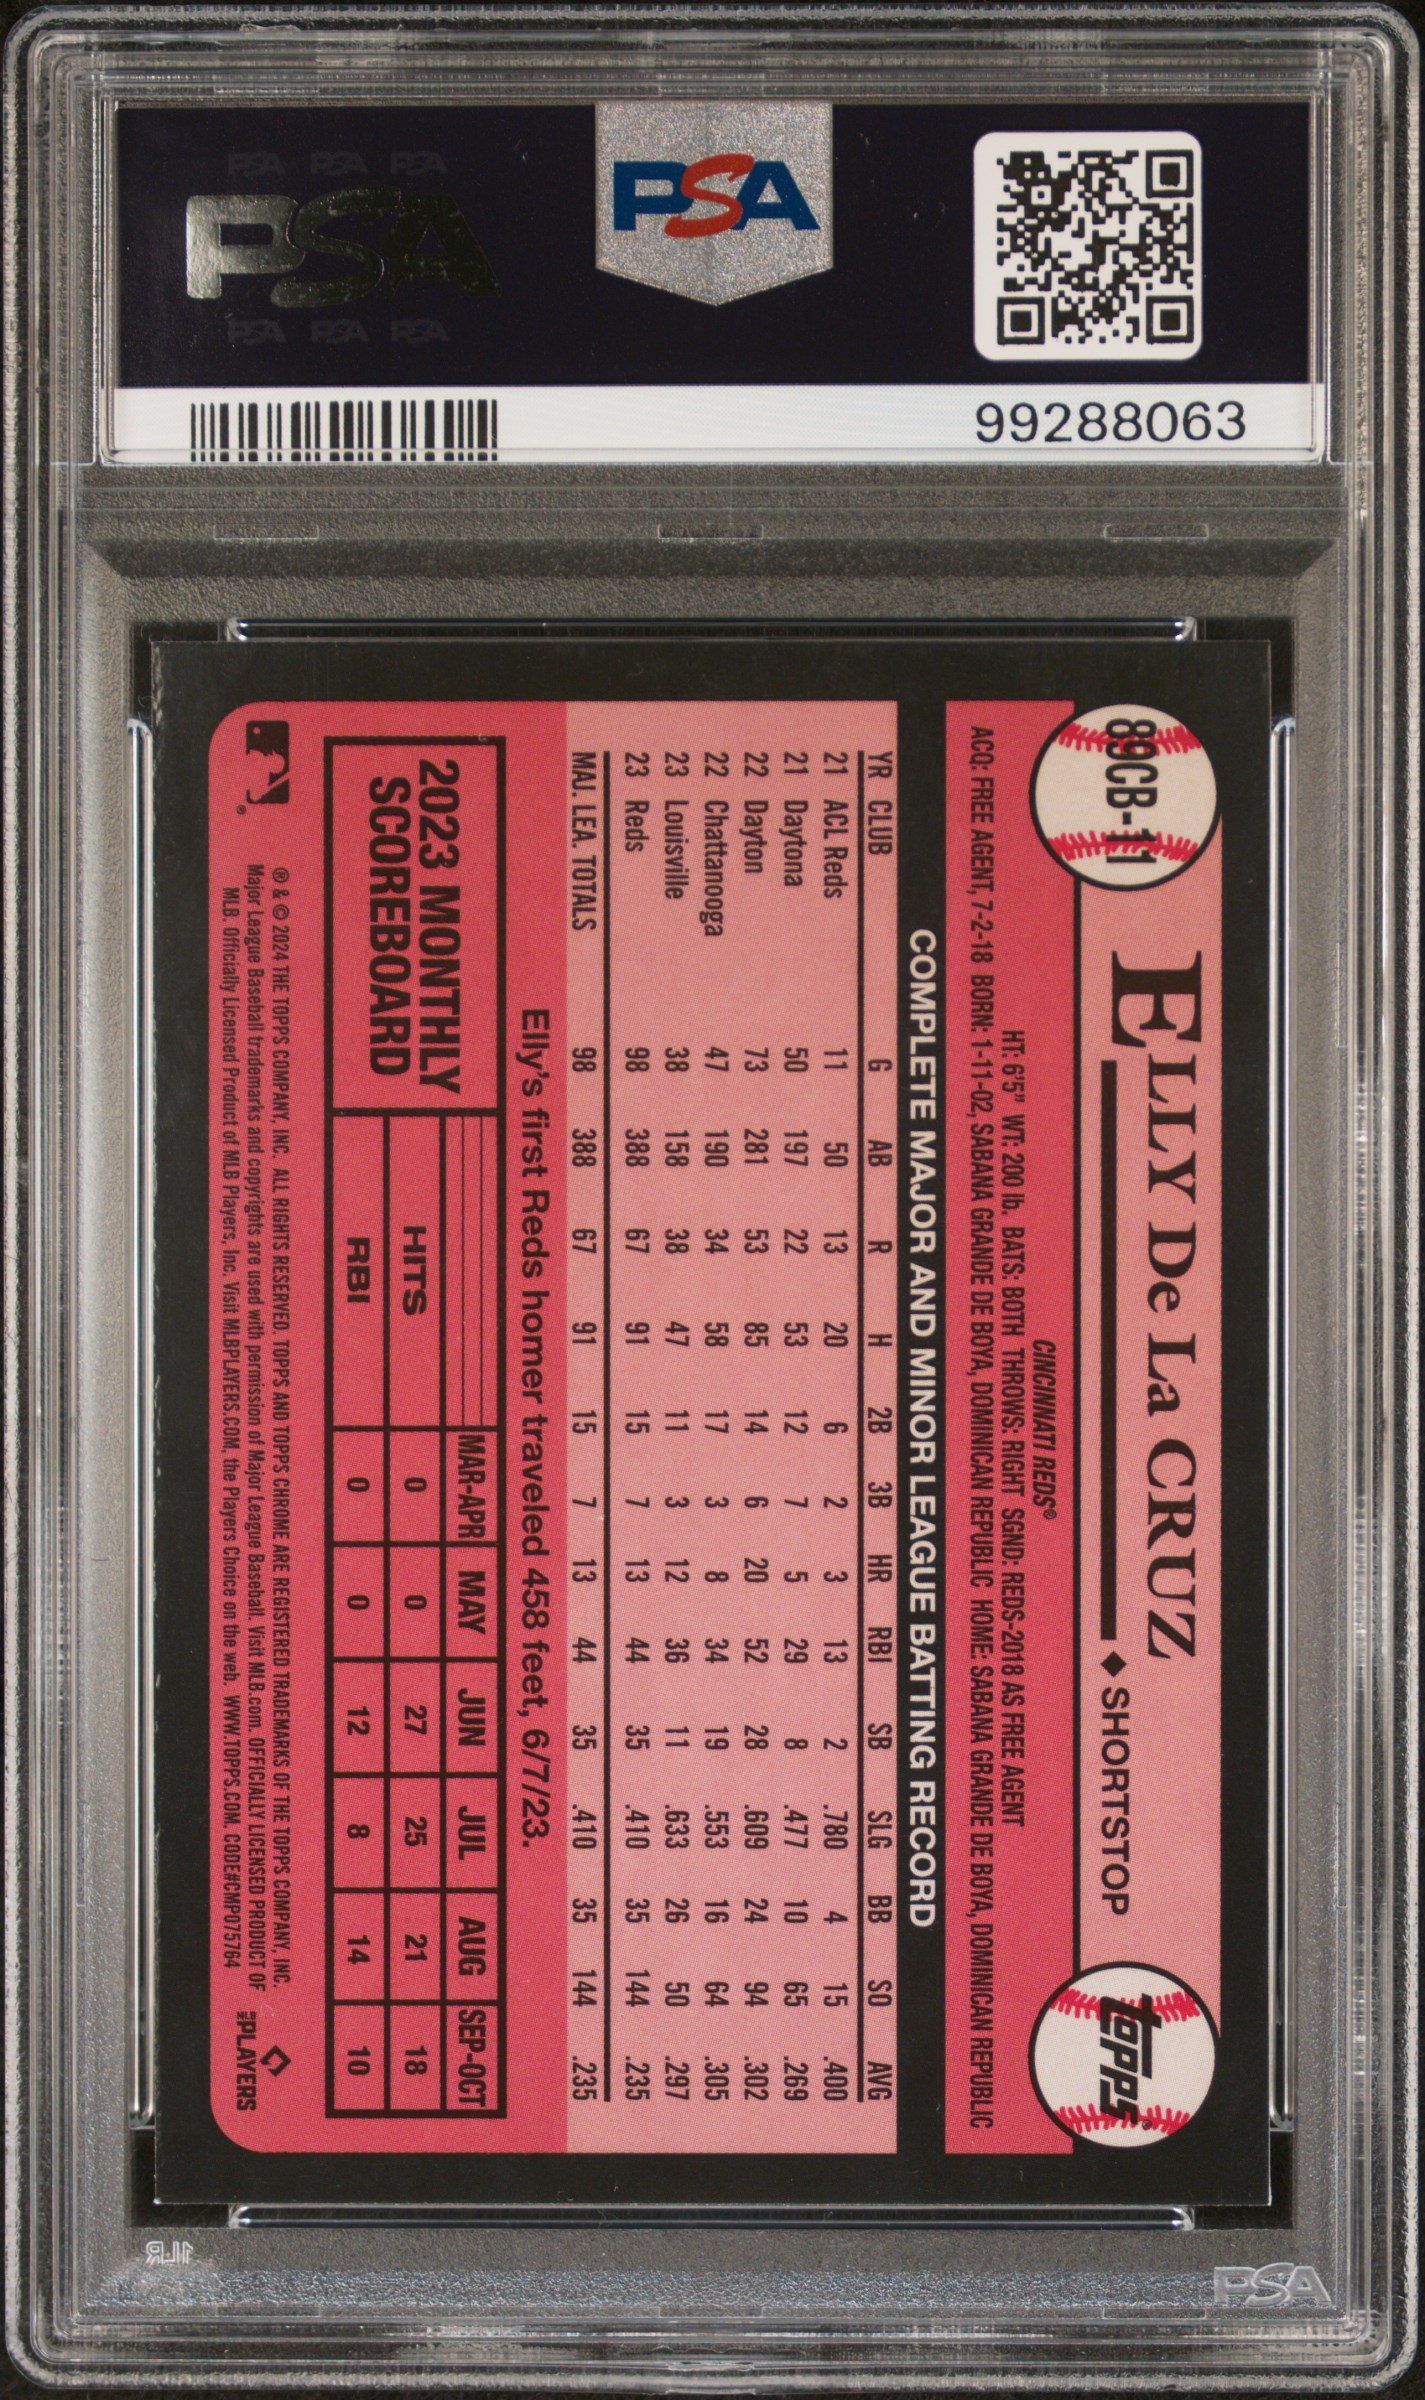 PSA PSA PSA
PSA
PSA PSA PSA
PSA
99288063
89CB-11
ELLY De La CRUZ
◆ SHORTSTOP
TOPPS®
CINCINNATI REDS®
HT: 6'5" WT: 200 lb. BATS: BOTH THROWS: RIGHT SGND: REDS-2018 AS FREE AGENT
ACQ: FREE AGENT, 7-2-18 BORN: 1-11-02, SABANA GRANDE DE BOYA, DOMINICAN REPUBLIC HOME: SABANA GRANDE DE BOYA, DOMINICAN REPUBLIC
COMPLETE MAJOR AND MINOR LEAGUE BATTING RECORD
YR CLUB G AB R H 2B 3B HR RBI SB SLG BB SO AVG
21 ACL Reds 11 50 13 20 6 2 3 13 2 .780 4 15 .400
21 Daytona 50 197 22 53 12 7 5 29 8 .477 10 65 .269
22 Dayton 73 281 53 85 14 6 20 52 28 .609 24 94 .302
22 Chattanooga 47 190 34 58 17 3 8 34 19 .553 16 64 .305
23 Louisville 38 158 38 47 11 3 12 36 11 .633 26 50 .297
23 Reds 98 388 67 91 15 7 13 44 35 .410 35 144 .235
MAJ. LEA. TOTALS 98 388 67 91 15 7 13 44 35 .410 35 144 .235
Elly's first Reds homer traveled 458 feet, 6/7/23.
2023 MONTHLY
SCOREBOARD
MAR-APR MAY JUN JUL AUG SEP-OCT
HITS 0 0 27 25 21 18
RBI 0 0 12 8 14 10
® & © 2024 THE TOPPS COMPANY, INC. ALL RIGHTS RESERVED. TOPPS AND TOPPS CHROME ARE REGISTERED TRADEMARKS OF THE TOPPS COMPANY, INC.
Major League Baseball trademarks and copyrights are used with permission of Major League Baseball. Visit MLB.com. OFFICIALLY LICENSED PRODUCT OF
MLB. Officially Licensed Product of MLB Players, Inc. Visit MLBPLAYERS.COM, the Players Choice on the web. WWW.TOPPS.COM. CODE#CMP075764
MLB PLAYERS
1LR
PSA